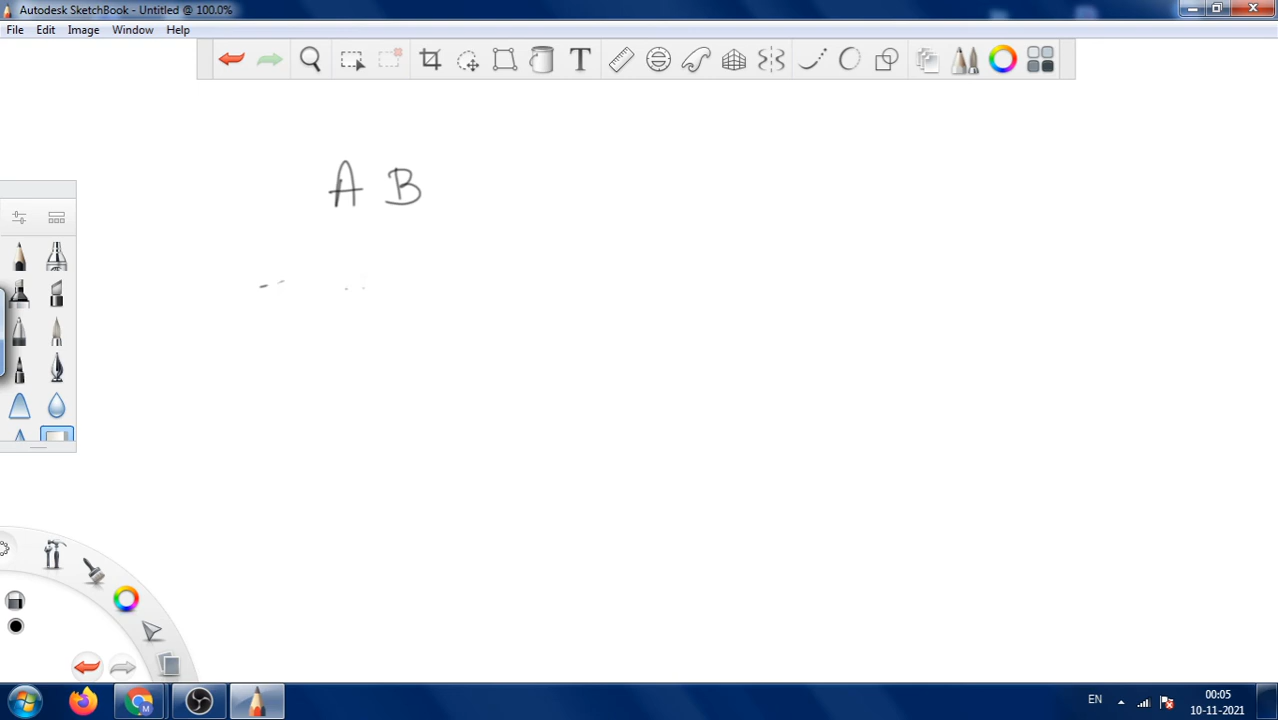 Autodesk SketchBook - Untitled @ 100.0%
File Edit Image Window Help
T
A B
M
EN 00:05
10-11-2021